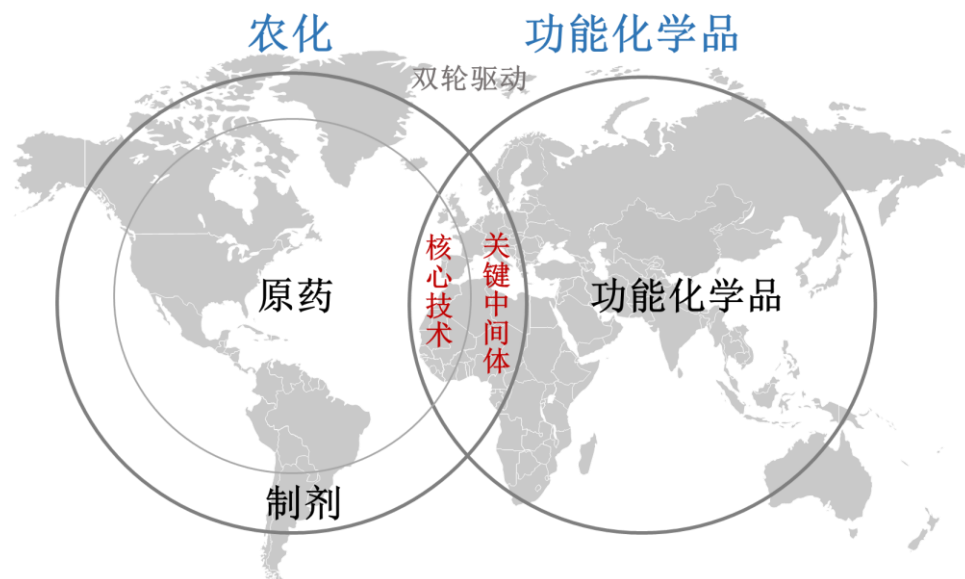 农化
功能化学品
双轮驱动
核心技术
关键中间体
原药
功能化学品
制剂